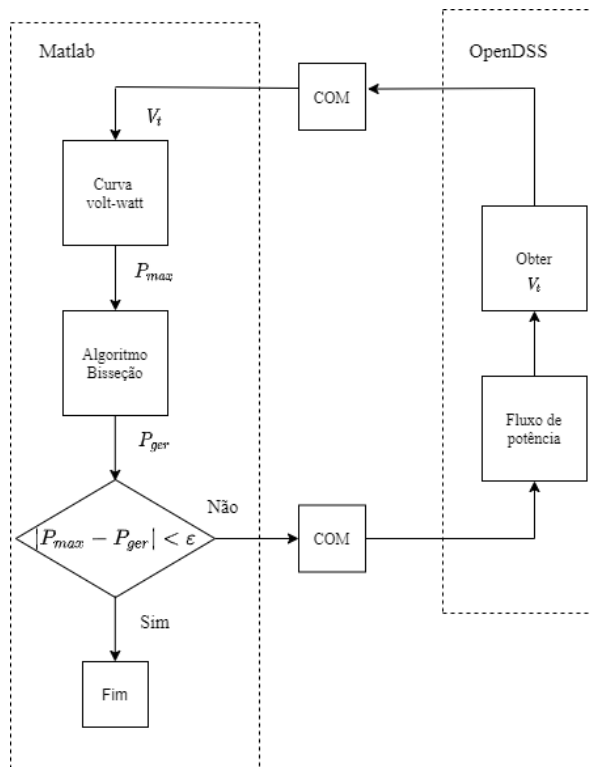 Matlab
OpenDSS
COM
V_t
Curva
volt-watt
Obter
V_t
P_max
Algoritmo
Bisseção
Fluxo de
potência
P_ger
Não
|P_max − P_ger| < ε
COM
Sim
Fim